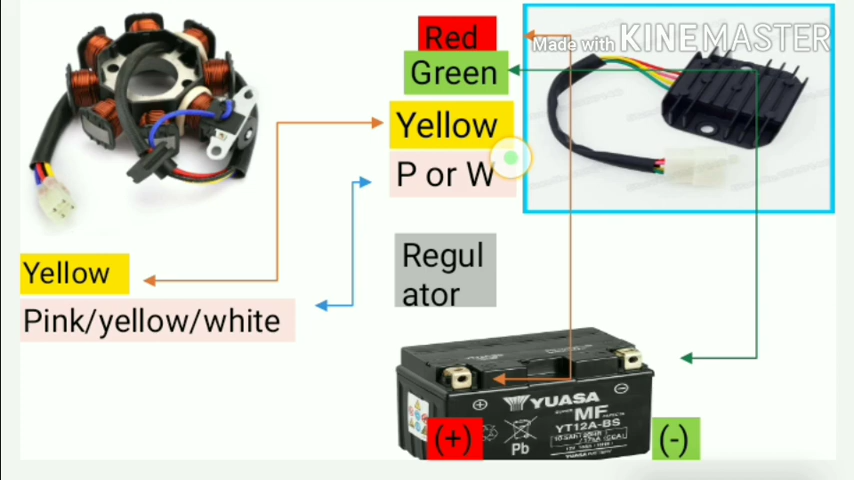 Red
Made with KINEMASTER
Green
Yellow
P or W
Regul
ator
Yellow
Pink/yellow/white
YUASA
MF
YT12A-BS
Pb
(+)
(-)